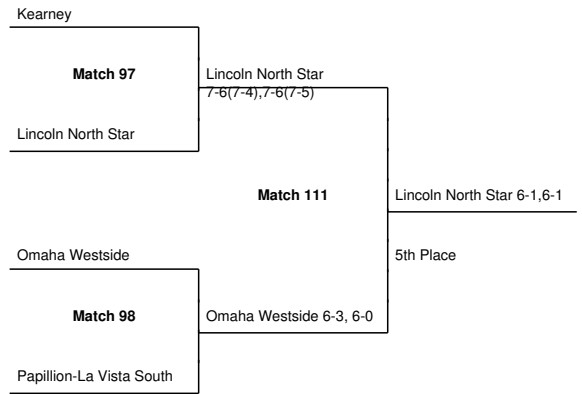 Kearney
Match 97
Lincoln North Star
7-6(7-4),7-6(7-5)
Lincoln North Star
Match 111
Lincoln North Star 6-1,6-1
Omaha Westside
5th Place
Match 98
Omaha Westside 6-3, 6-0
Papillion-La Vista South